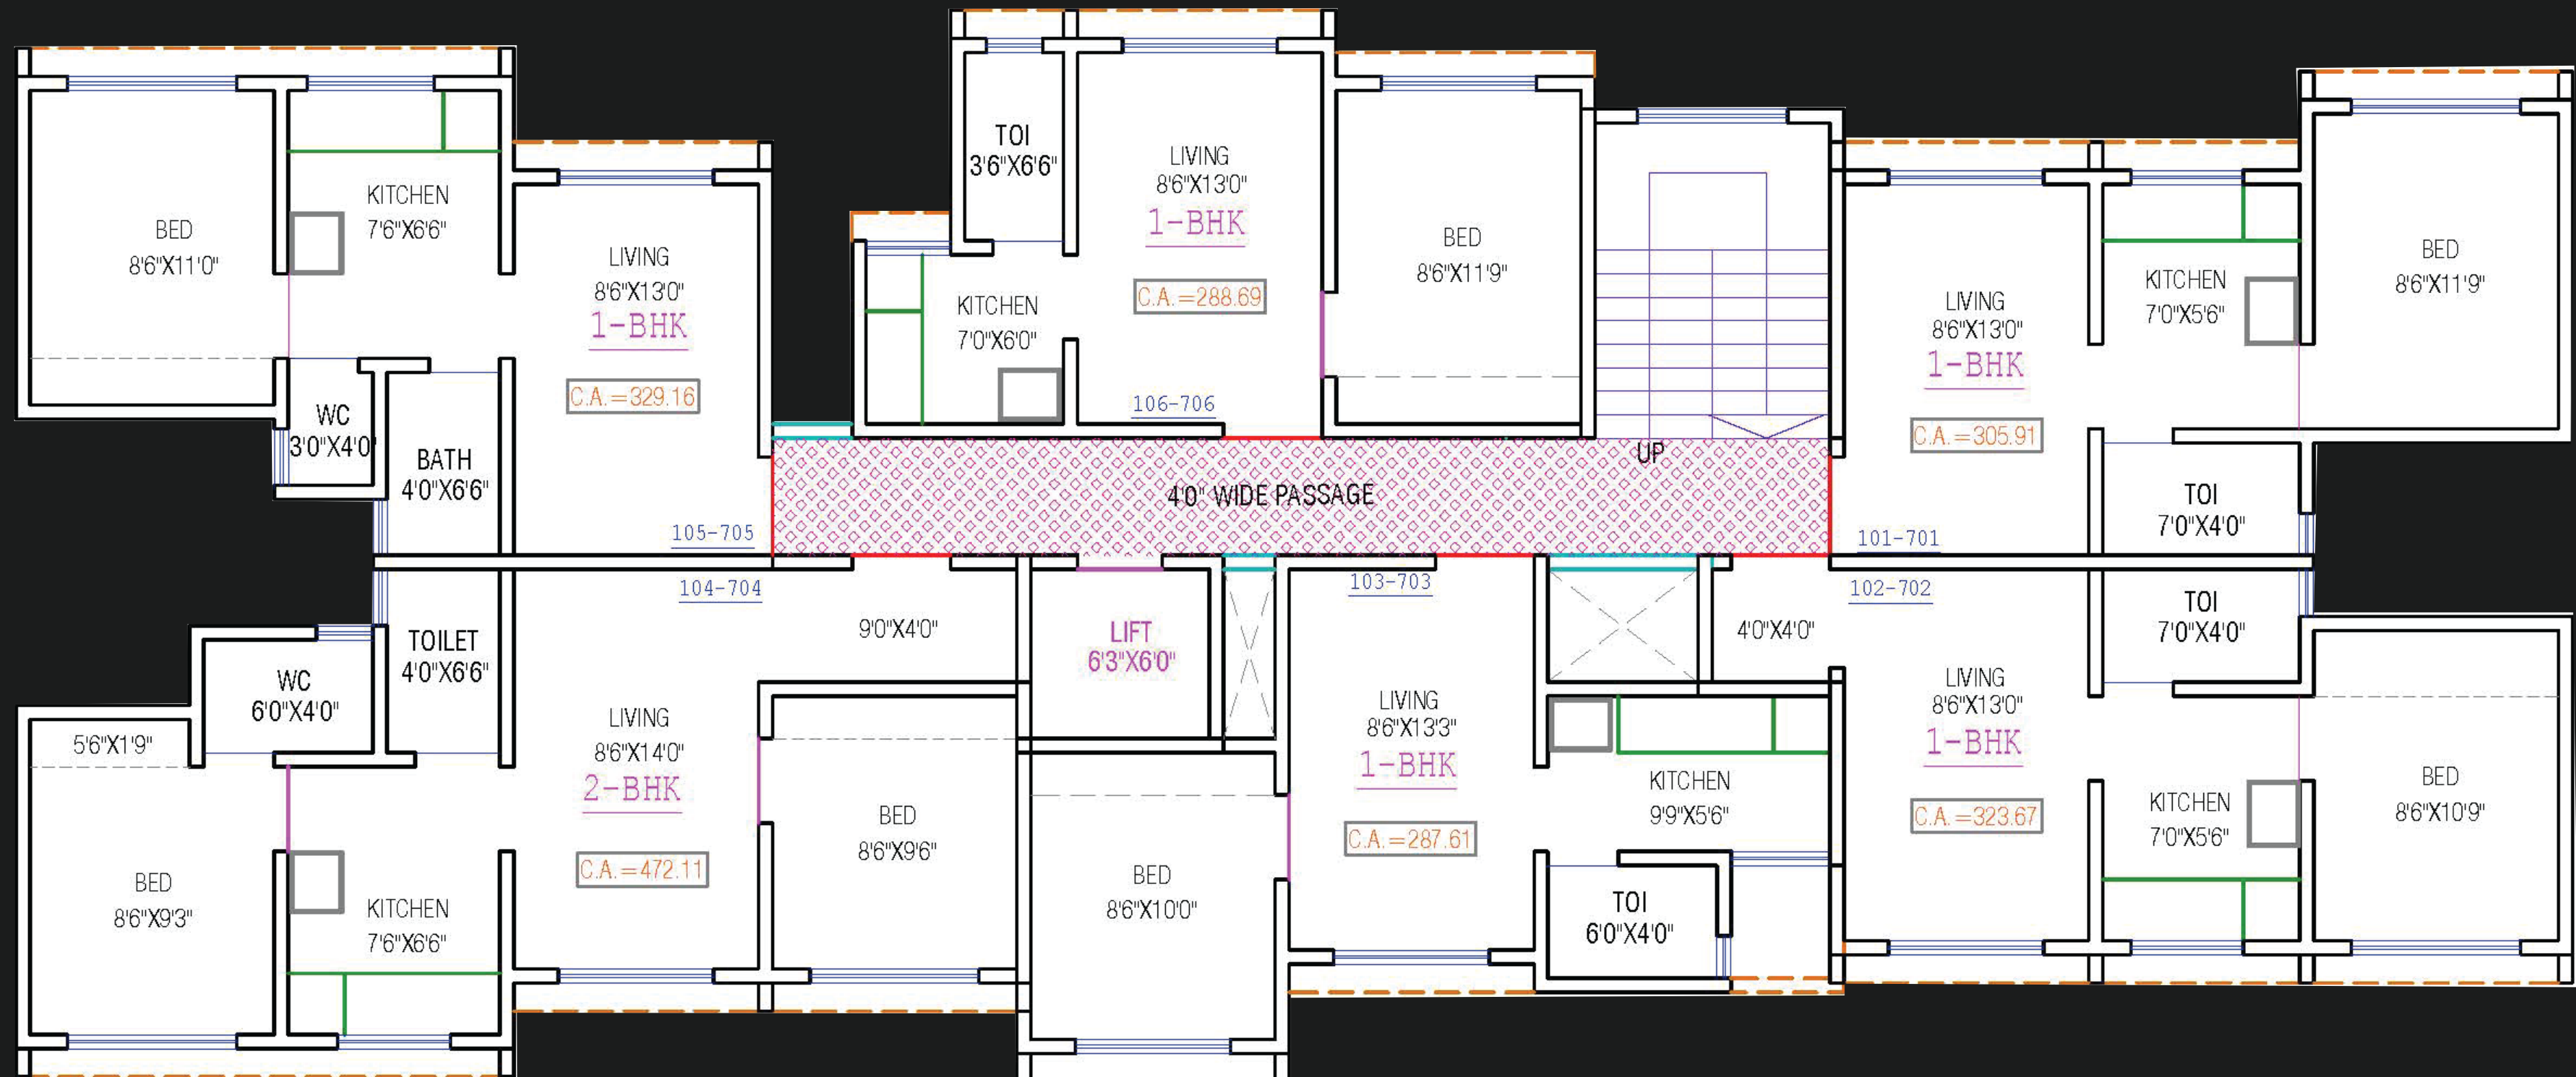 BED
8'6"X11'0"
KITCHEN
7'6"X6'6"
LIVING
8'6"X13'0"
1-BHK
C.A.=329.16
WC
3'0"X4'0
BATH
4'0"X6'6"
105-705
TOI
3'6"X6'6"
LIVING
8'6"X13'0"
1-BHK
C.A.=288.69
KITCHEN
7'0"X6'0"
106-706
BED
8'6"X11'9"
UP
4'0" WIDE PASSAGE
LIVING
8'6"X13'0"
1-BHK
C.A.=305.91
KITCHEN
7'0"X5'6"
BED
8'6"X11'9"
TOI
7'0"X4'0"
101-701
104-704
TOILET
4'0"X6'6"
WC
6'0"X4'0"
5'6"X1'9"
BED
8'6"X9'3"
KITCHEN
7'6"X6'6"
LIVING
8'6"X14'0"
2-BHK
C.A.=472.11
9'0"X4'0"
BED
8'6"X9'6"
LIFT
6'3"X6'0"
BED
8'6"X10'0"
103-703
LIVING
8'6"X13'3"
1-BHK
C.A.=287.61
KITCHEN
9'9"X5'6"
TOI
6'0"X4'0"
4'0"X4'0"
102-702
LIVING
8'6"X13'0"
1-BHK
C.A.=323.67
TOI
7'0"X4'0"
KITCHEN
7'0"X5'6"
BED
8'6"X10'9"